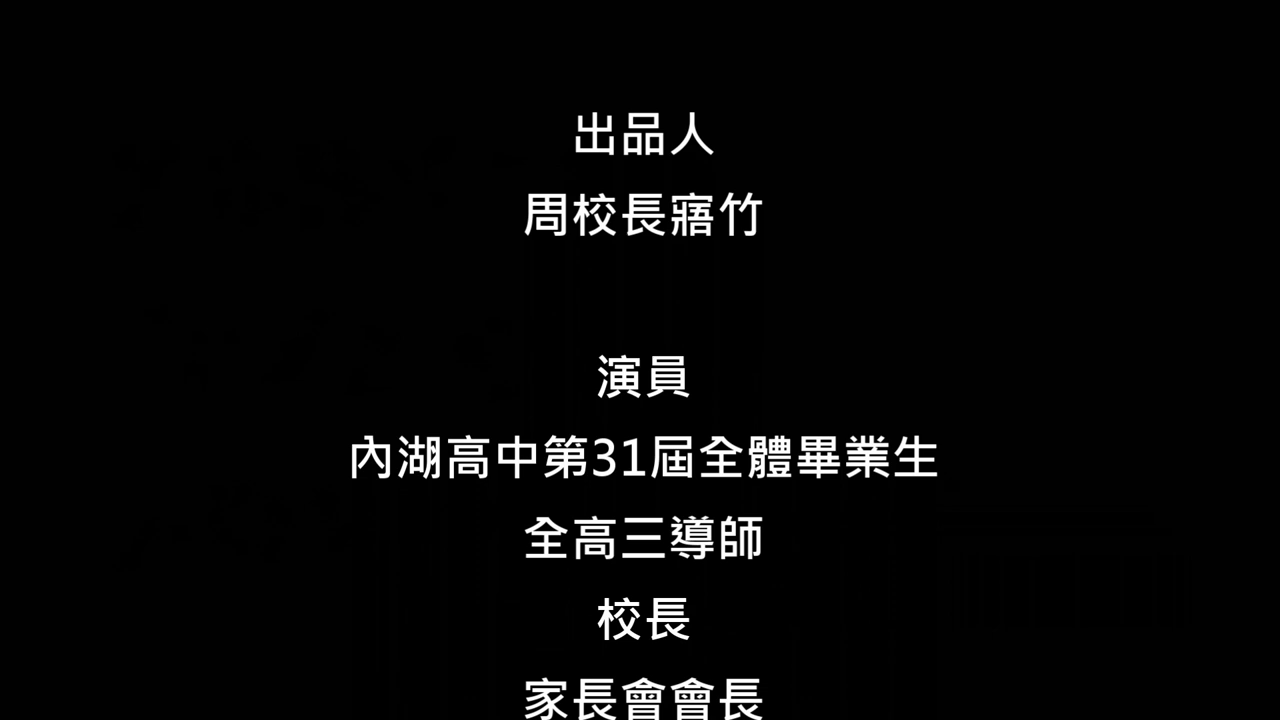 出品人
周校長寤竹
演員
內湖高中第31屆全體畢業生
全高三導師
校長
家長會會長